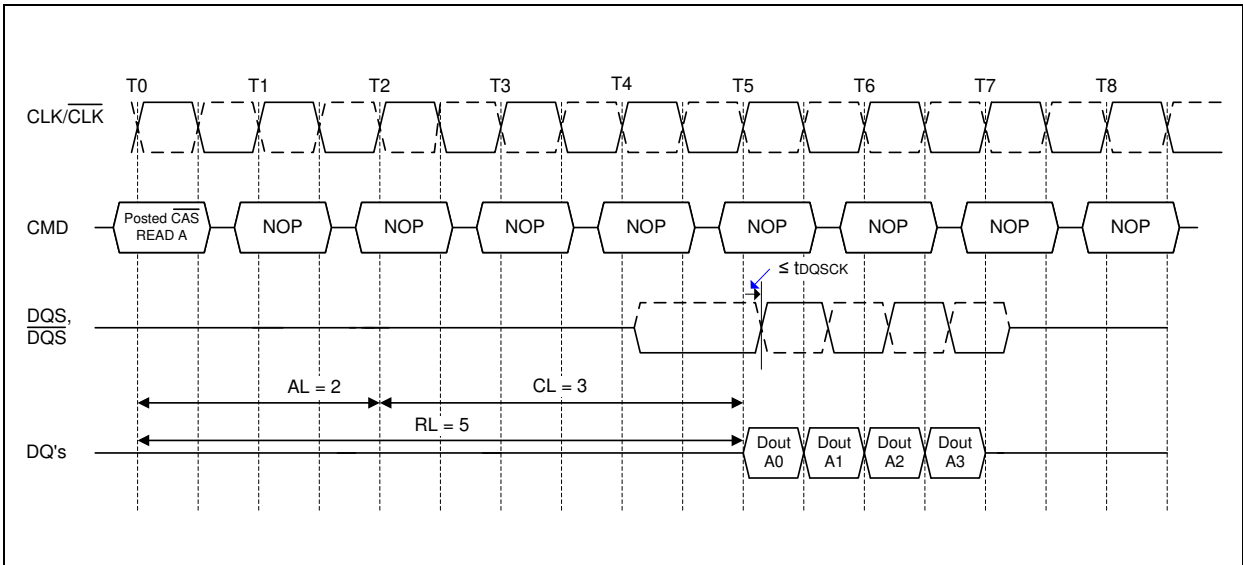 T0 T1 T2 T3 T4 T5 T6 T7 T8
CLK/CLK
CMD
Posted CAS
READ A
NOP NOP NOP NOP NOP NOP NOP NOP
≤ tDQSCK
DQS,
DQS
AL = 2
CL = 3
RL = 5
DQ's
Dout
A0
Dout
A1
Dout
A2
Dout
A3